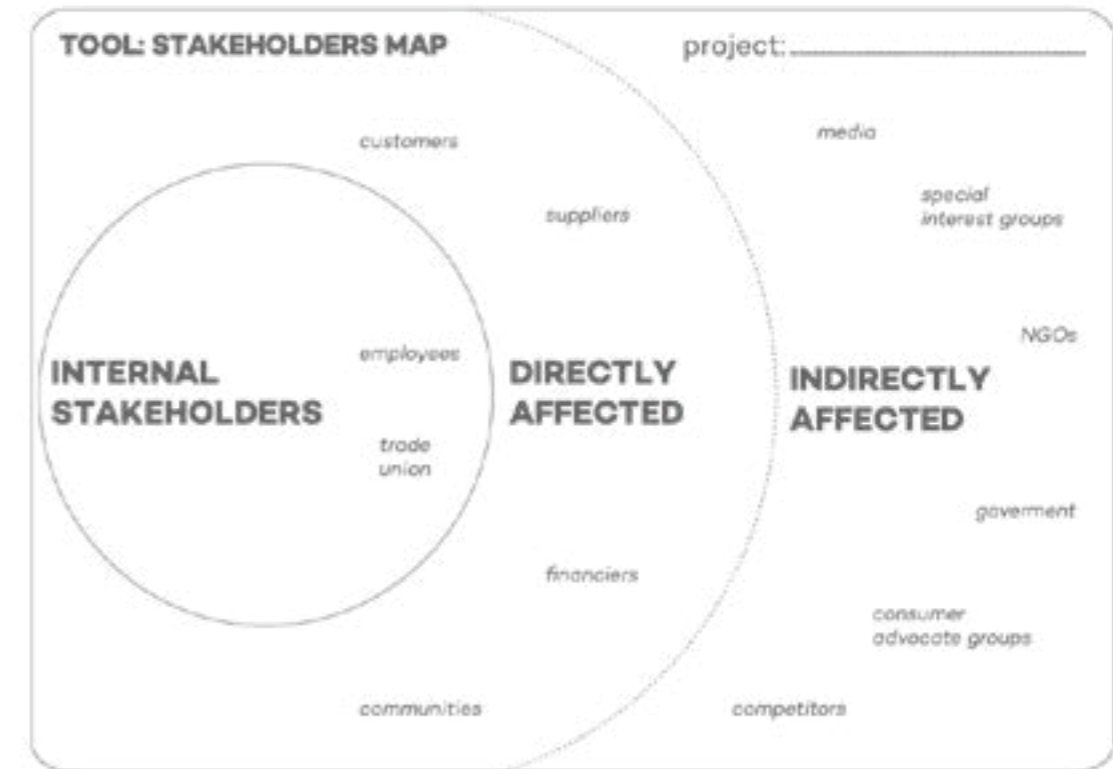 TOOL: STAKEHOLDERS MAP
project:
customers
media
suppliers
special
interest groups
employees
NGOs
INTERNAL
STAKEHOLDERS
DIRECTLY
AFFECTED
INDIRECTLY
AFFECTED
trade
union
goverment
financiers
consumer
advocate groups
communities
competitors